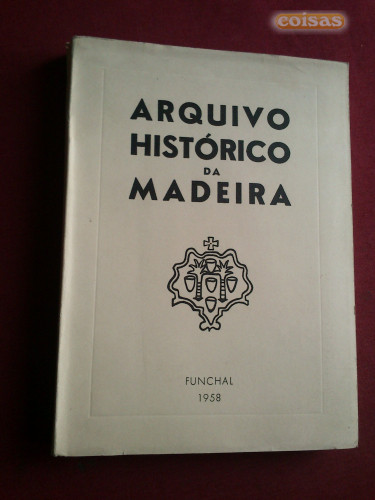 coisas
ARQUIVO
HISTÓRICO
DA
MADEIRA
FUNCHAL
1958